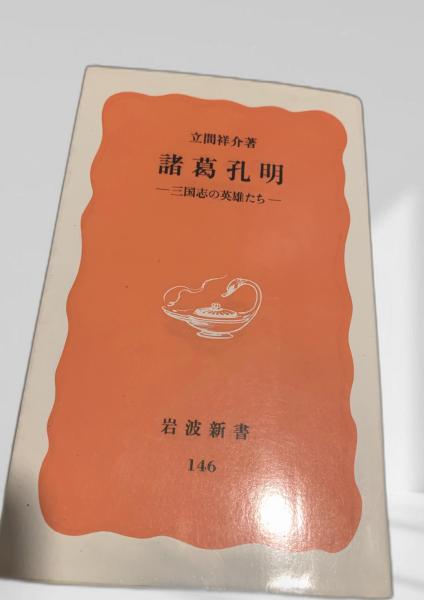 立間祥介著
諸葛孔明
―三国志の英雄たち―
岩波新書
146